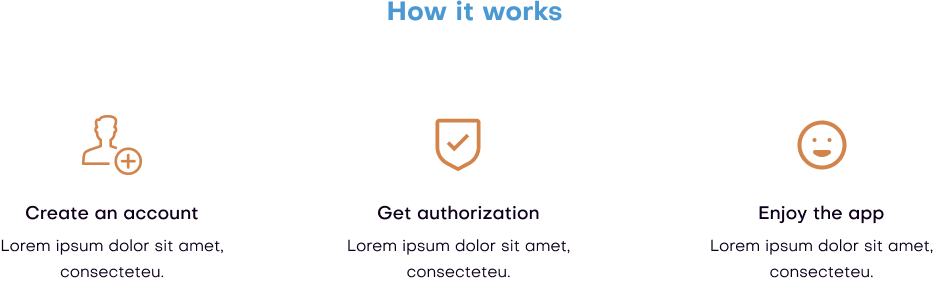 How it works
Create an account
Get authorization
Enjoy the app
Lorem ipsum dolor sit amet,
consecteteu.
Lorem ipsum dolor sit amet,
consecteteu.
Lorem ipsum dolor sit amet,
consecteteu.